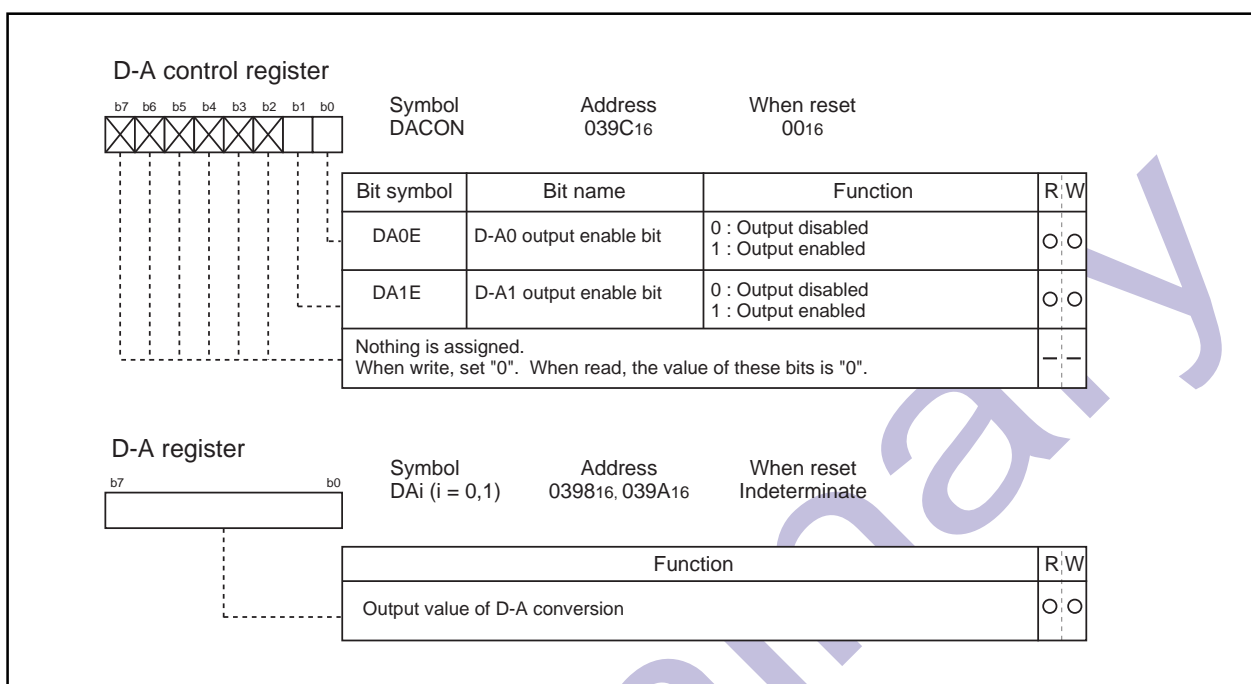 D-A control register
b7 b6 b5 b4 b3 b2 b1 b0
Symbol Address When reset
DACON 039C16 0016
Bit symbol Bit name Function R W
DA0E D-A0 output enable bit 0 : Output disabled
1 : Output enabled
DA1E D-A1 output enable bit 0 : Output disabled
1 : Output enabled
Nothing is assigned.
When write, set "0". When read, the value of these bits is "0".
D-A register
b7 b0
Symbol Address When reset
DAi (i = 0,1) 039816, 039A16 Indeterminate
Function R W
Output value of D-A conversion